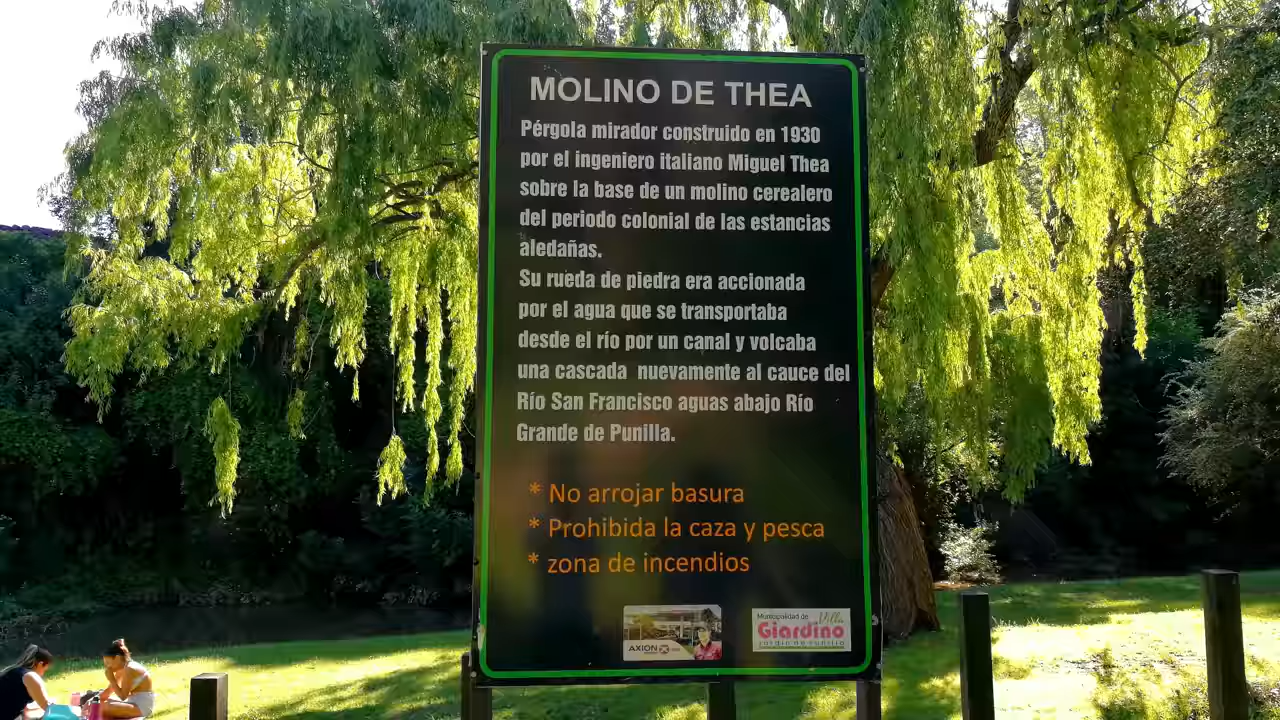 MOLINO DE THEA
Pérgola mirador construido en 1930
por el ingeniero italiano Miguel Thea
sobre la base de un molino cerealero
del periodo colonial de las estancias
aledañas.
Su rueda de piedra era accionada
por el agua que se transportaba
desde el río por un canal y volcaba
una cascada nuevamente al cauce del
Río San Francisco aguas abajo Río
Grande de Punilla.
* No arrojar basura
* Prohibida la caza y pesca
* zona de incendios
AXION
Municipalidad de Villa
Giardino
Jardín de Punilla